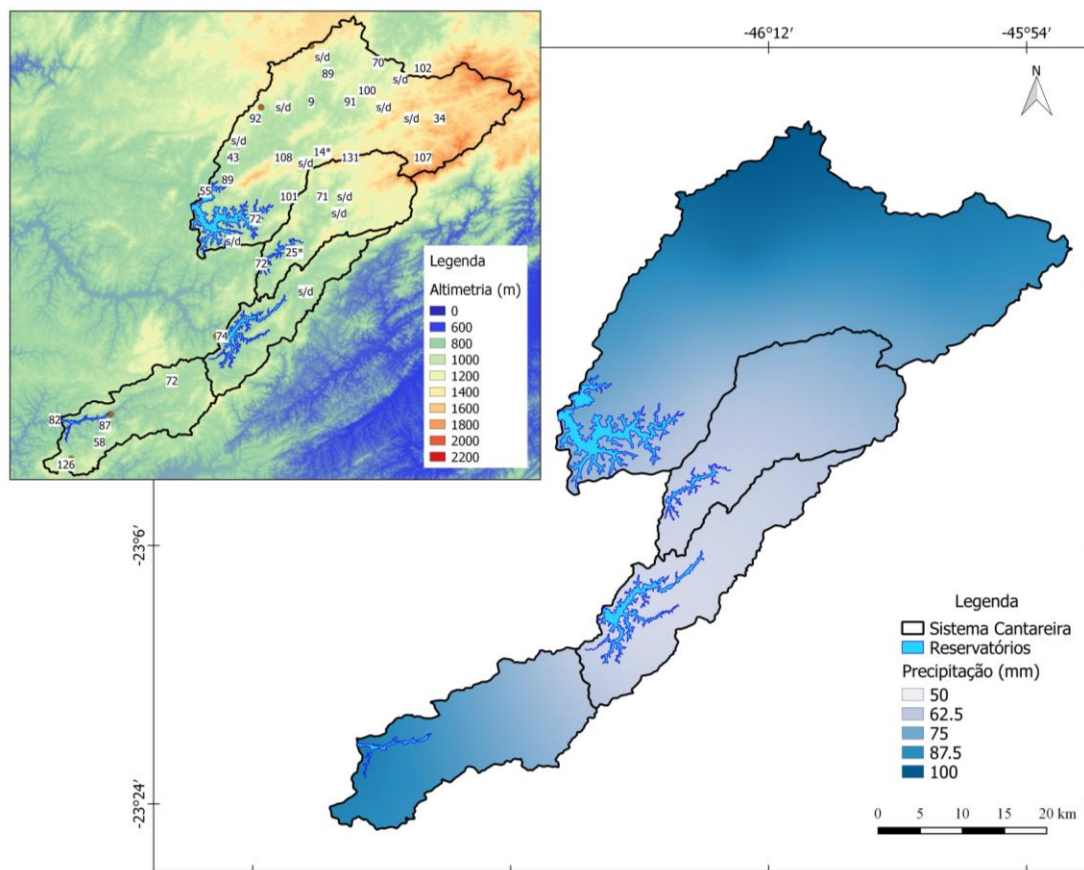 46°12'
-45°54'
N
s/d
70
102
89
s/d
100
s/d
9
91
s/d
92
s/d
34
s/d
43
108
14*
131
107
s/d
89
55
101
71
s/d
72
s/d
s/d
25*
72
s/d
74
72
82
87
58
126
Legenda
Altimetria (m)
0
600
800
1000
1200
1400
1600
1800
2000
2200
-23°6'
-23°24'
Legenda
Sistema Cantareira
Reservatórios
Precipitação (mm)
50
62.5
75
87.5
100
0 5 10 15 20 km